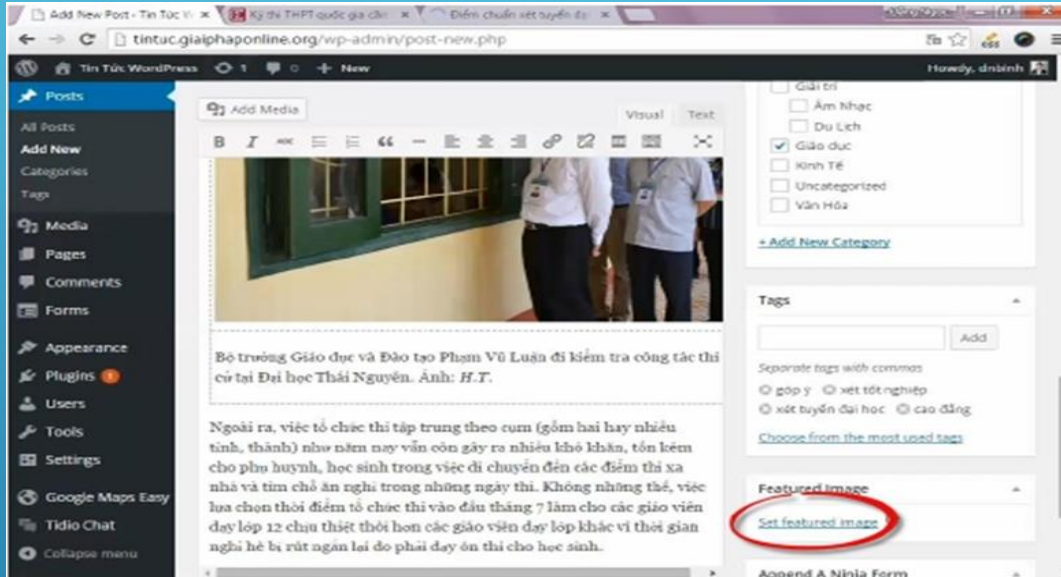 Add New Post - Tin Tức W
Kỳ thi THPT quốc gia cần
Điểm chuẩn xét tuyển đạ
tintuc.giaiphaponline.org/wp-admin/post-new.php
Tin Tức WordPress 1 0 + New
Howdy, dnbinh
Posts
All Posts
Add New
Categories
Tags
Media
Pages
Comments
Forms
Appearance
Plugins 1
Users
Tools
Settings
Google Maps Easy
Tidio Chat
Collapse menu
Add Media
Visual Text
B I ABC
Bộ trưởng Giáo dục và Đào tạo Phạm Vũ Luận đi kiểm tra công tác thi
cử tại Đại học Thái Nguyên. Ảnh: H.T.
Ngoài ra, việc tổ chức thi tập trung theo cụm (gồm hai hay nhiều
tỉnh, thành) như năm nay vẫn còn gây ra nhiều khó khăn, tốn kém
cho phụ huynh, học sinh trong việc di chuyển đến các điểm thi xa
nhà và tìm chỗ ăn nghỉ trong những ngày thi. Không những thế, việc
lựa chọn thời điểm tổ chức thi vào đầu tháng 7 làm cho các giáo viên
dạy lớp 12 chịu thiệt thòi hơn các giáo viên dạy lớp khác vì thời gian
nghỉ hè bị rút ngắn lại do phải dạy ôn thi cho học sinh.
Giải trí
Âm Nhạc
Du Lịch
Giáo dục
Kinh Tế
Uncategorized
Văn Hóa
+ Add New Category
Tags
Add
Separate tags with commas
góp ý xét tốt nghiệp
xét tuyển đại học cao đẳng
Choose from the most used tags
Featured Image
Set featured image
Append A Ninja Form